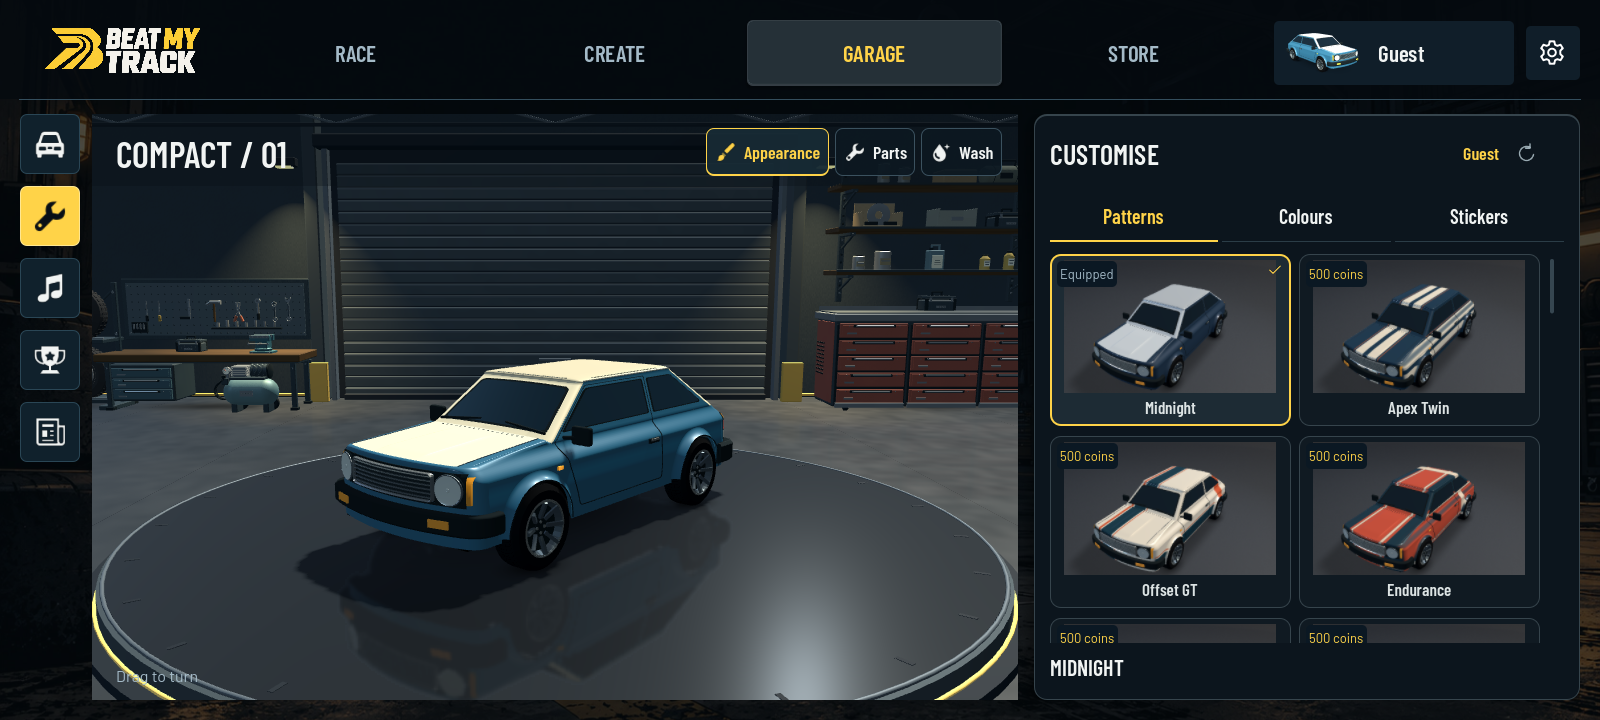 BEAT MY
TRACK
RACE
CREATE
GARAGE
STORE
Guest
COMPACT / 01
Appearance
Parts
Wash
Drag to turn
CUSTOMISE
Guest
Patterns
Colours
Stickers
Equipped
Midnight
500 coins
Apex Twin
500 coins
Offset GT
500 coins
Endurance
500 coins
500 coins
MIDNIGHT